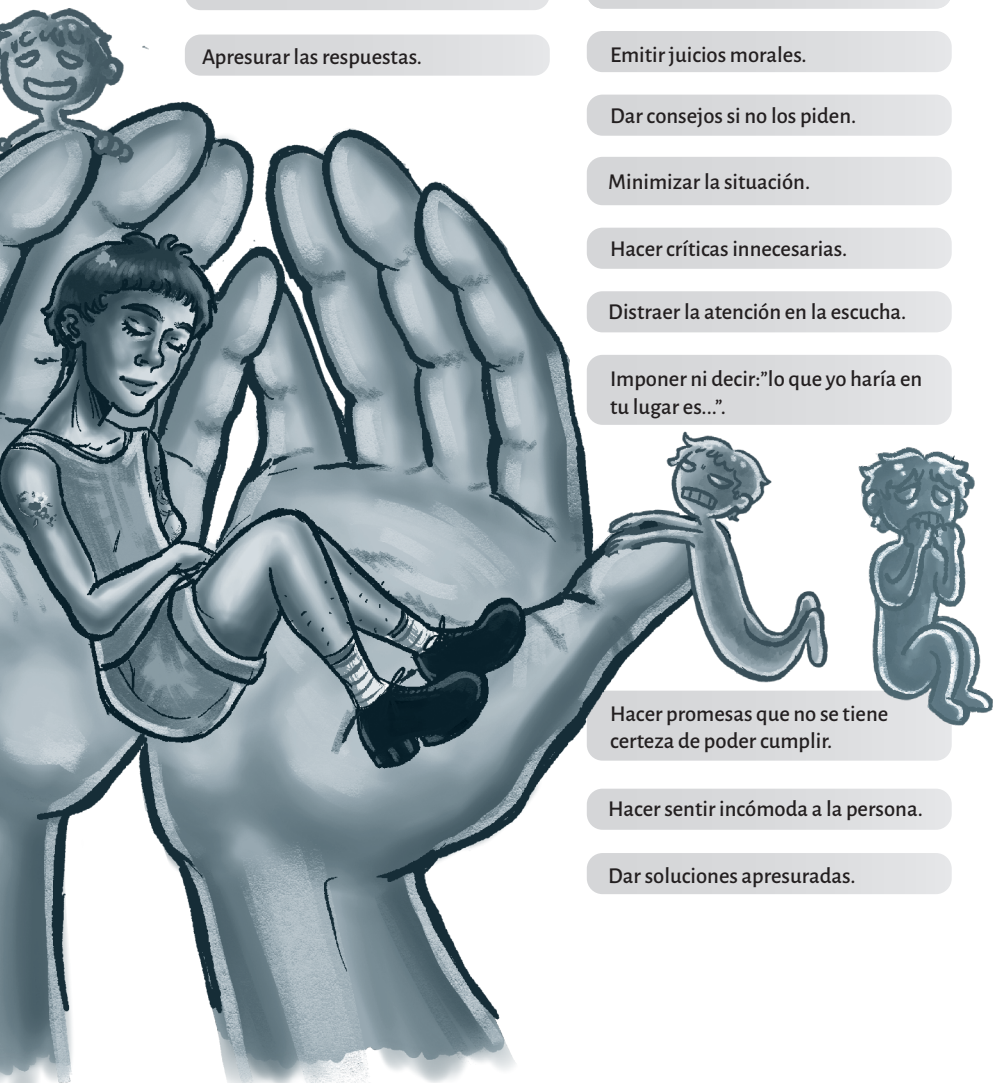 Apresurar las respuestas.
Emitir juicios morales.
Dar consejos si no los piden.
Minimizar la situación.
Hacer críticas innecesarias.
Distraer la atención en la escucha.
Imponer ni decir:”lo que yo haría en
tu lugar es...”.
Hacer promesas que no se tiene
certeza de poder cumplir.
Hacer sentir incómoda a la persona.
Dar soluciones apresuradas.